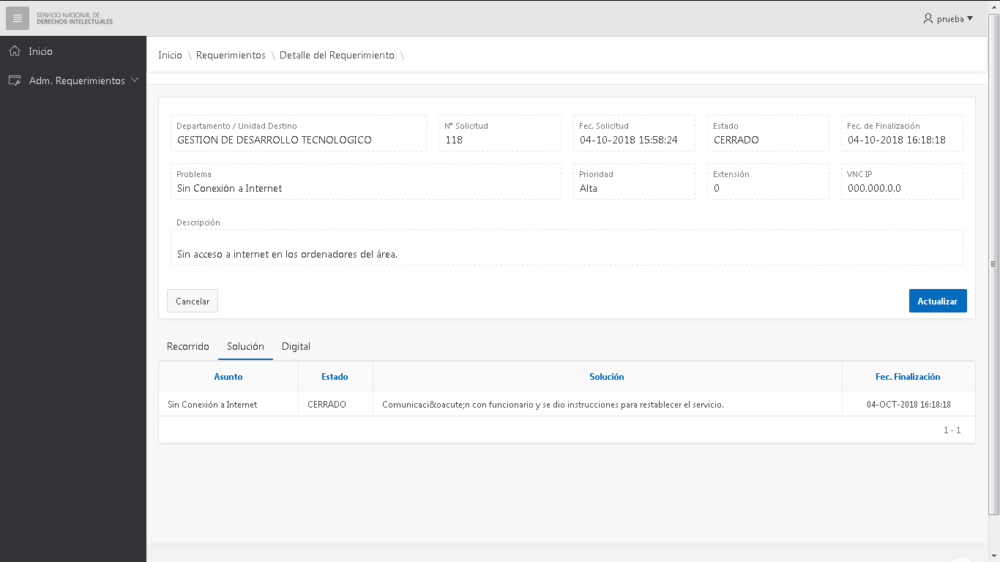 SERVICIO NACIONAL DE
DERECHOS INTELECTUALES
prueba
Inicio
Adm. Requerimientos
Inicio \ Requerimientos \ Detalle del Requerimiento \
Departamento / Unidad Destino
GESTION DE DESARROLLO TECNOLOGICO
N° Solicitud
118
Fec. Solicitud
04-10-2018 15:58:24
Estado
CERRADO
Fec. de Finalización
04-10-2018 16:18:18
Problema
Sin Conexión a Internet
Prioridad
Alta
Extensión
0
VNC IP
000.000.0.0
Descripción
Sin acceso a internet en los ordenadores del área.
Cancelar
Actualizar
Recorrido Solución Digital
Asunto Estado Solución Fec. Finalización
Sin Conexión a Internet CERRADO Comunicaci&oacute;n con funcionario y se dio instrucciones para restablecer el servicio. 04-OCT-2018 16:18:18
1 - 1